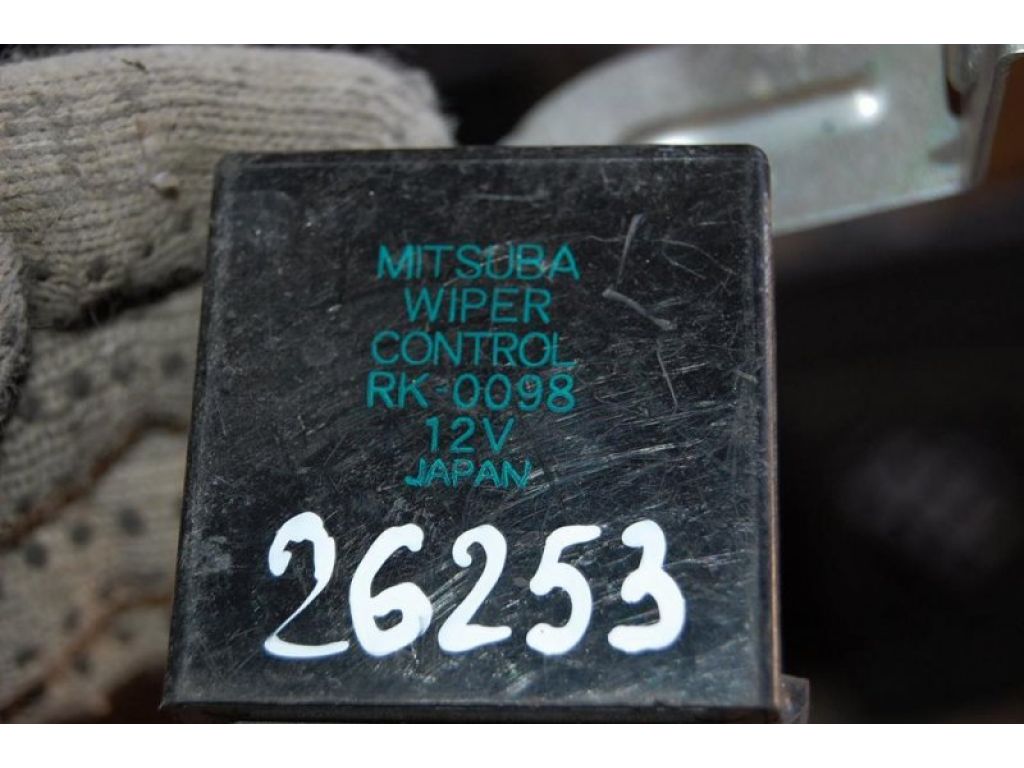 MITSUBA
WIPER
CONTROL
RK-0098
12V
JAPAN
26253